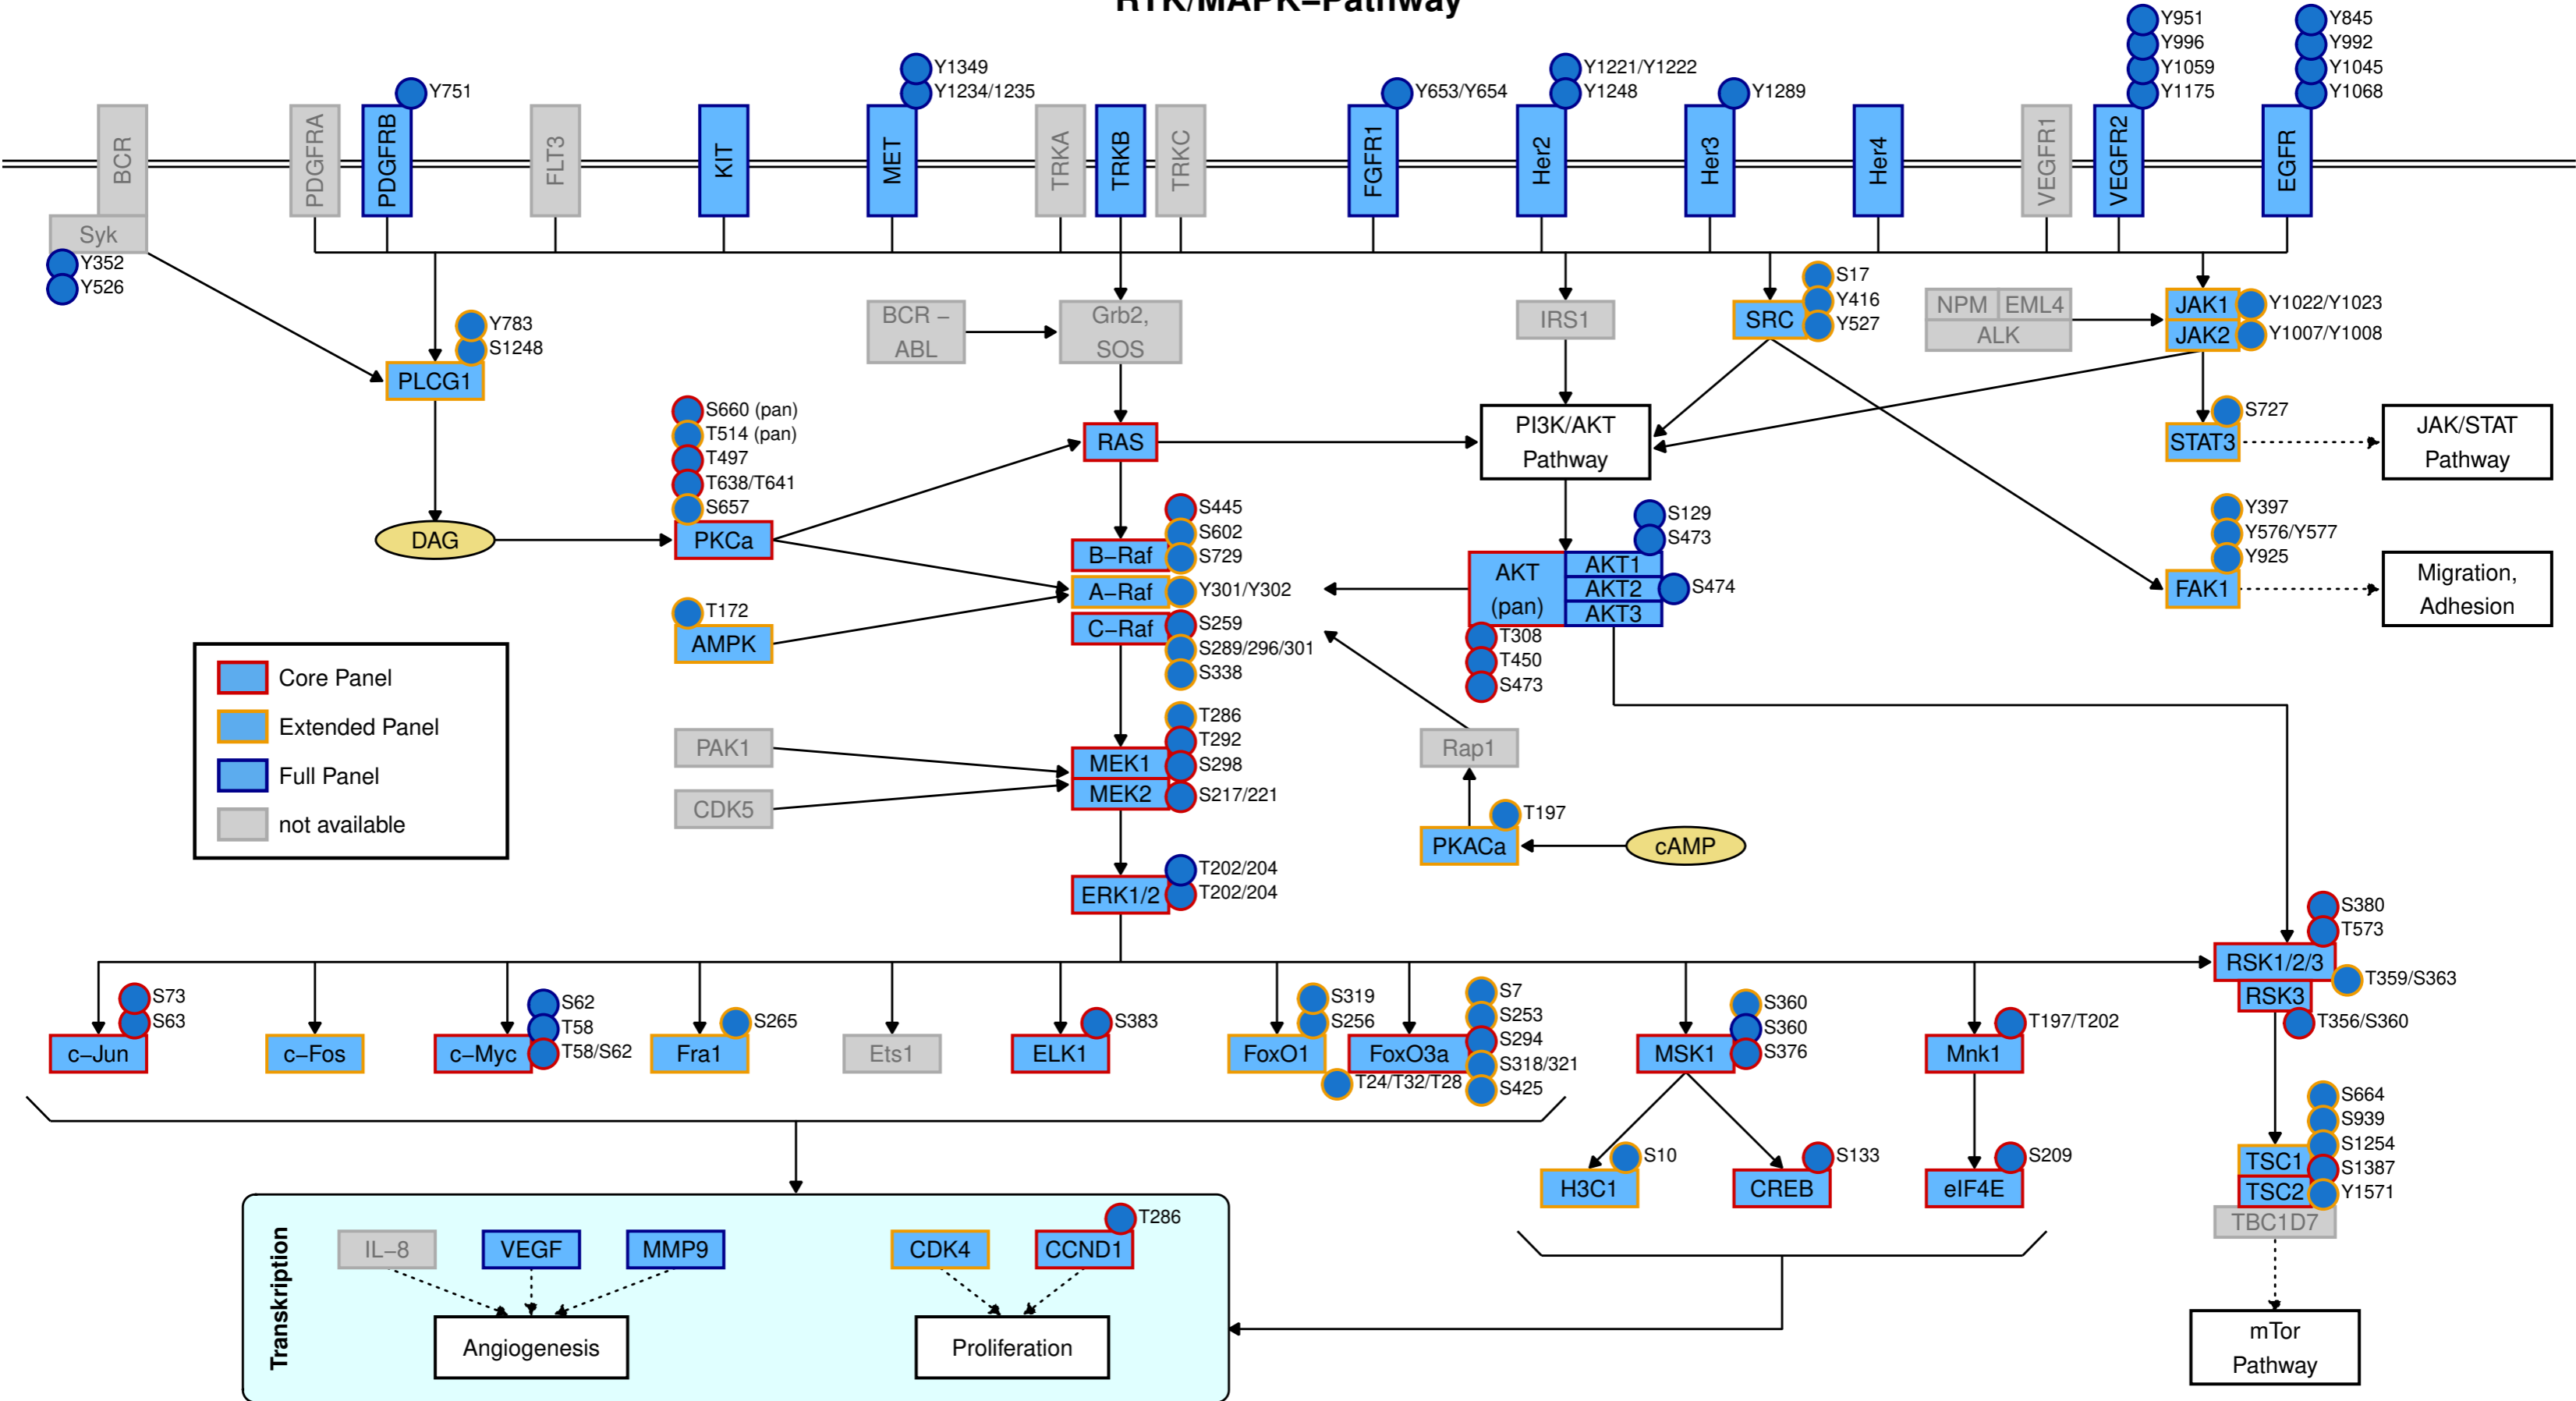 RTK/MAPK−Pathway
Y951
Y996
Y1059
Y1175
Y845
Y992
Y1045
Y1068
Y1349
Y1234/1235
Y1221/Y1222
Y1248
Y751
Y653/Y654
Y1289
BCR
PDGFRA
PDGFRB
FLT3
KIT
MET
TRKA
TRKB
TRKC
FGFR1
Her2
Her3
Her4
VEGFR1
VEGFR2
EGFR
Syk
Y352
Y526
Y783
S1248
PLCG1
BCR −
ABL
Grb2,
SOS
IRS1
S17
Y416
Y527
SRC
NPM
EML4
ALK
JAK1
JAK2
Y1022/Y1023
Y1007/Y1008
S660 (pan)
T514 (pan)
T497
T638/T641
S657
PKCa
DAG
RAS
PI3K/AKT
Pathway
S727
STAT3
JAK/STAT
Pathway
S445
S602
S729
B−Raf
A−Raf
Y301/Y302
C−Raf
S259
S289/296/301
S338
T172
AMPK
S129
S473
AKT
(pan)
AKT1
AKT2
AKT3
S474
T308
T450
S473
Y397
Y576/Y577
Y925
FAK1
Migration,
Adhesion
Core Panel
Extended Panel
Full Panel
not available
PAK1
CDK5
T286
T292
S298
MEK1
MEK2
S217/221
Rap1
T197
PKACa
cAMP
T202/204
T202/204
ERK1/2
S380
T573
RSK1/2/3
T359/S363
RSK3
T356/S360
S73
S63
c−Jun
c−Fos
S62
T58
T58/S62
c−Myc
S265
Fra1
Ets1
S383
ELK1
S319
S256
FoxO1
T24/T32/T28
FoxO3a
S7
S253
S294
S318/321
S425
S360
S360
S376
MSK1
T197/T202
Mnk1
S10
H3C1
S133
CREB
S209
eIF4E
S664
S939
S1254
S1387
Y1571
TSC1
TSC2
TBC1D7
mTor
Pathway
Transkription
IL−8
VEGF
MMP9
CDK4
CCND1
T286
Angiogenesis
Proliferation